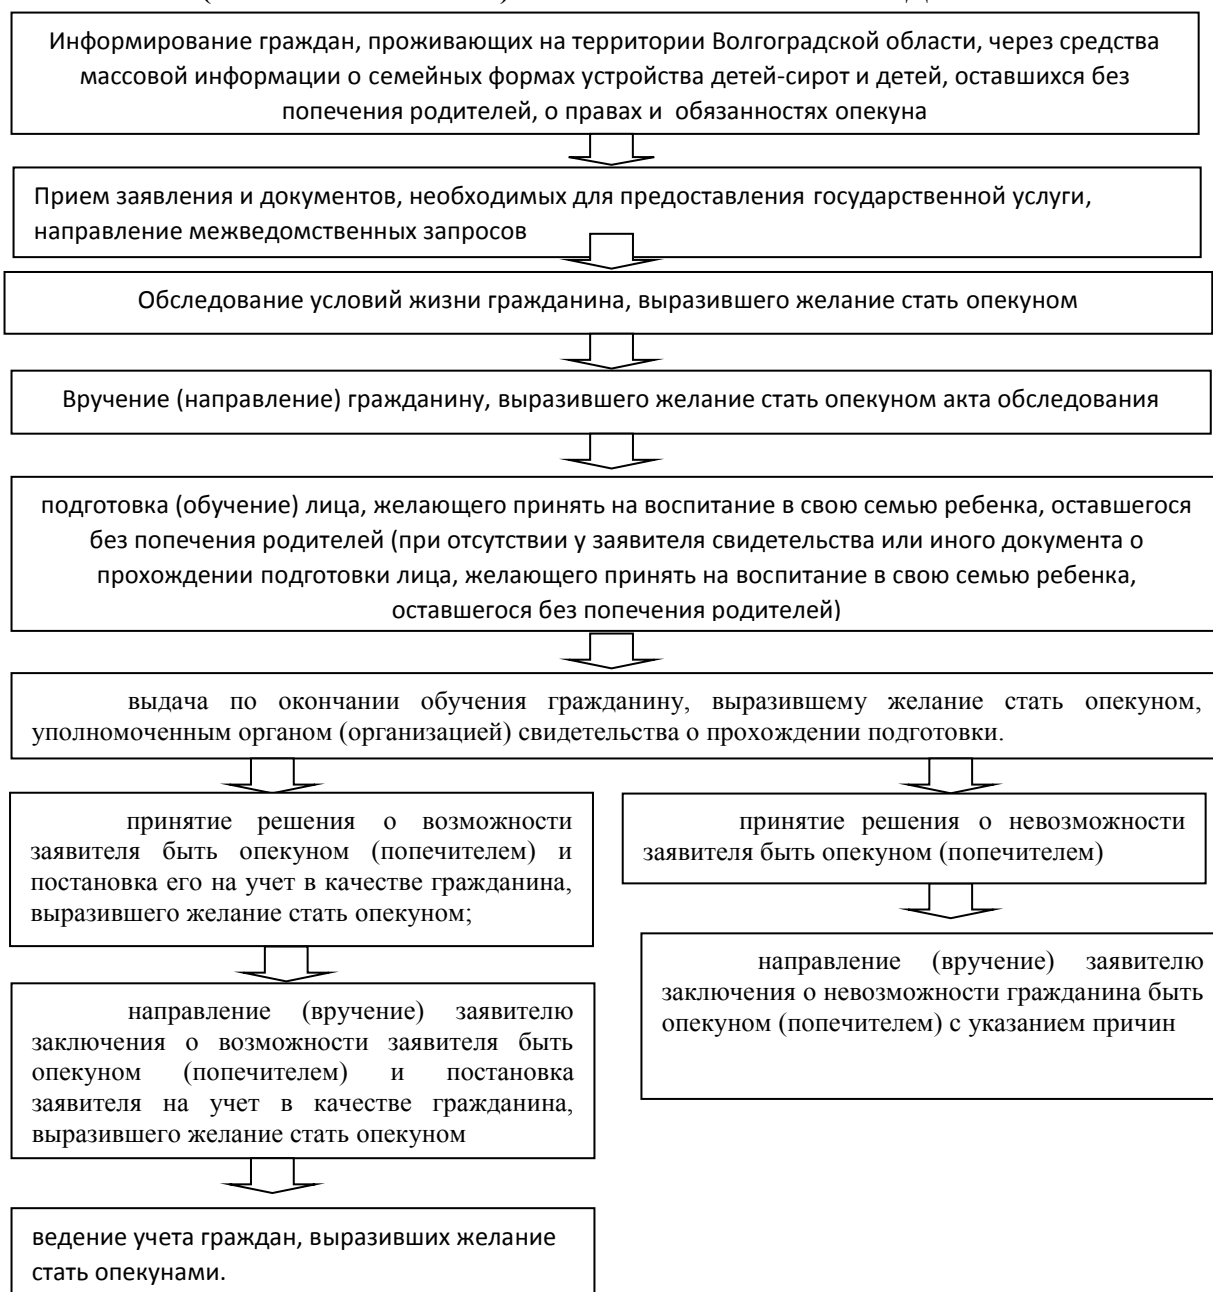 Информирование граждан, проживающих на территории Волгоградской области, через средства
массовой информации о семейных формах устройства детей-сирот и детей, оставшихся без
попечения родителей, о правах и обязанностях опекуна
Прием заявления и документов, необходимых для предоставления государственной услуги,
направление межведомственных запросов
Обследование условий жизни гражданина, выразившего желание стать опекуном
Вручение (направление) гражданину, выразившего желание стать опекуном акта обследования
подготовка (обучение) лица, желающего принять на воспитание в свою семью ребенка, оставшегося
без попечения родителей (при отсутствии у заявителя свидетельства или иного документа о
прохождении подготовки лица, желающего принять на воспитание в свою семью ребенка,
оставшегося без попечения родителей)
выдача по окончании обучения гражданину, выразившему желание стать опекуном,
уполномоченным органом (организацией) свидетельства о прохождении подготовки.
принятие решения о возможности
заявителя быть опекуном (попечителем) и
постановка его на учет в качестве гражданина,
выразившего желание стать опекуном;
принятие решения о невозможности
заявителя быть опекуном (попечителем)
направление (вручение) заявителю
заключения о возможности заявителя быть
опекуном (попечителем) и постановка
заявителя на учет в качестве гражданина,
выразившего желание стать опекуном
направление (вручение) заявителю
заключения о невозможности гражданина быть
опекуном (попечителем) с указанием причин
ведение учета граждан, выразивших желание
стать опекунами.